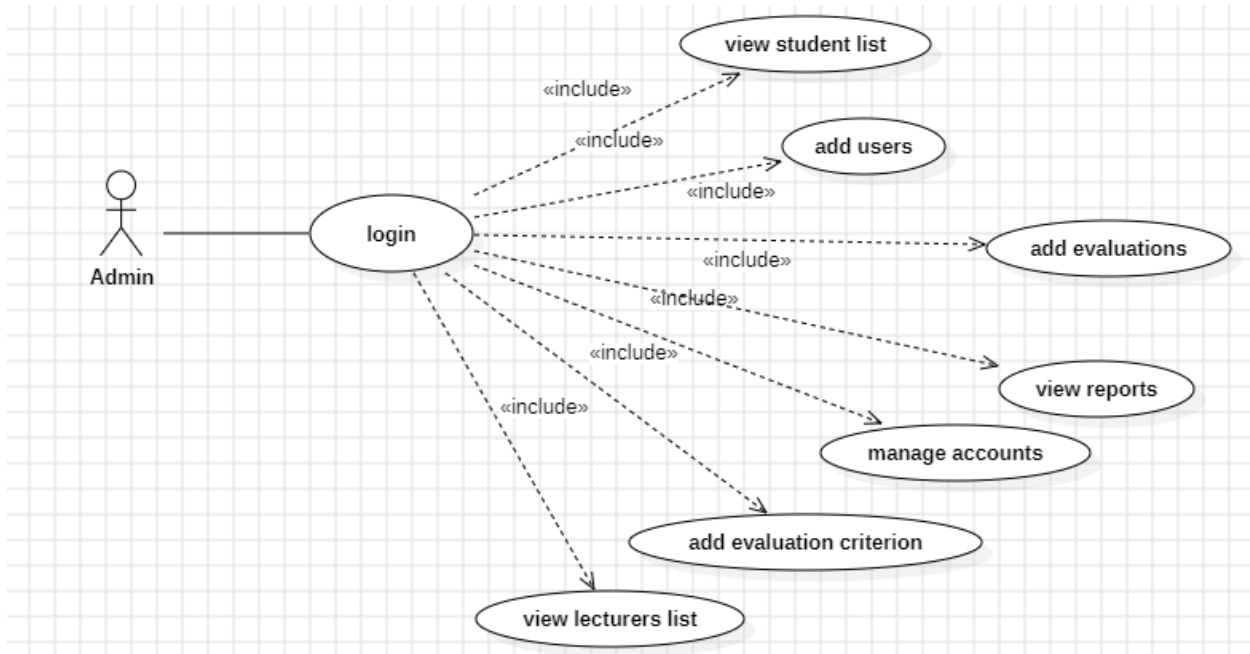 view student list
«include»
«include»
add users
«include»
login
add evaluations
«include»
Admin
«include»
«include»
view reports
«include»
manage accounts
add evaluation criterion
view lecturers list